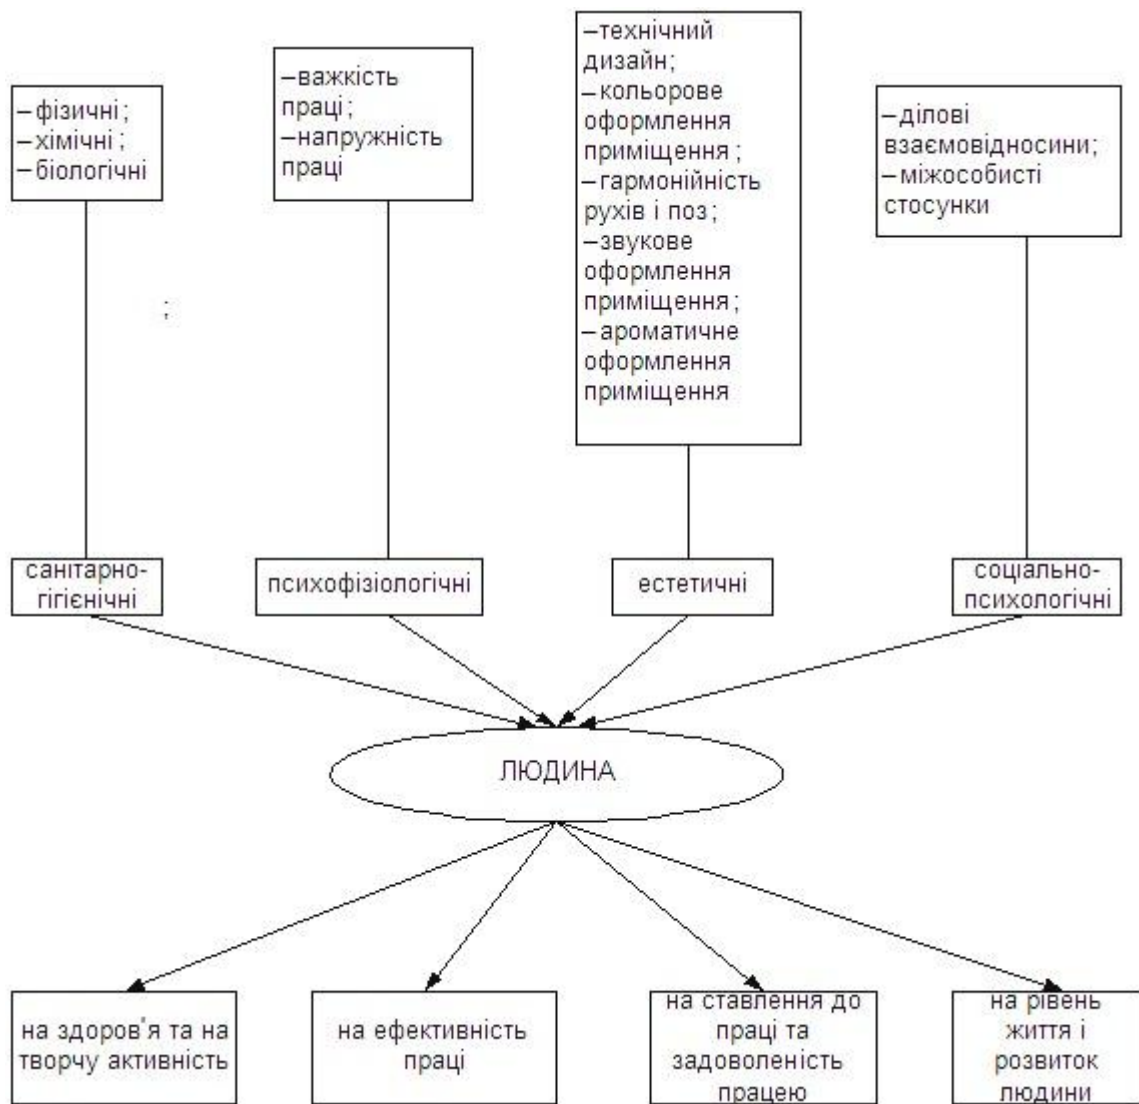 –фізичні;
–хімічні;
–біологічні
–важкість
праці;
–напружність
праці
–технічний
дизайн;
–кольорове
оформлення
приміщення;
–гармонійність
рухів і поз;
–звукове
оформлення
приміщення;
–ароматичне
оформлення
приміщення
–ділові
взаємовідносини;
–міжособисті
стосунки
;
санітарно-
гігієнічні
психофізіологічні
естетичні
соціально-
психологічні
ЛЮДИНА
на здоров'я та на
творчу активність
на ефективність
праці
на ставлення до
праці та
задоволеність
працею
на рівень
життя і
розвиток
людини